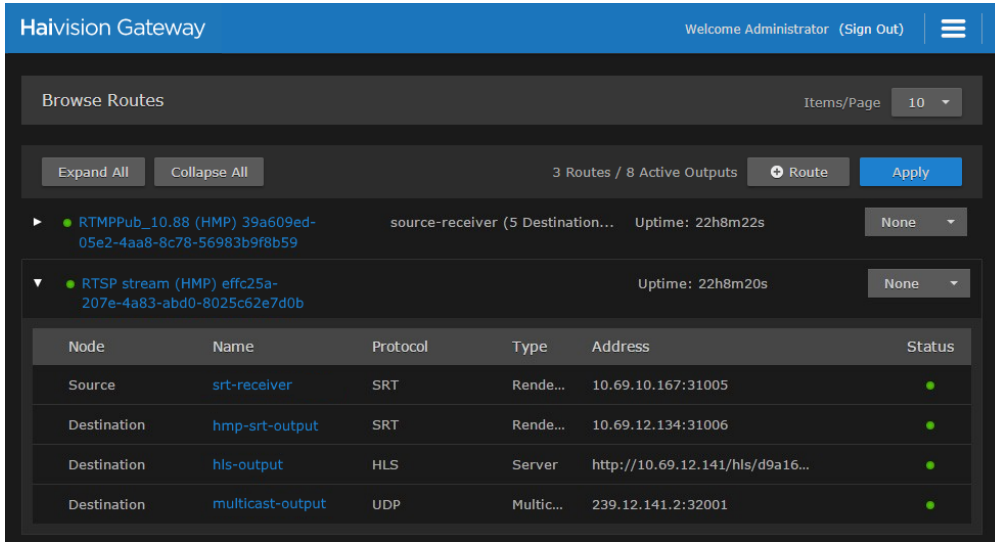 Haivision Gateway Welcome Administrator (Sign Out)
Browse Routes Items/Page 10
Expand All Collapse All 3 Routes / 8 Active Outputs Route Apply
RTMPPub_10.88 (HMP) 39a609ed- source-receiver (5 Destination... Uptime: 22h8m22s None
05e2-4aa8-8c78-56983b9f8b59
RTSP stream (HMP) effc25a- Uptime: 22h8m20s None
207e-4a83-abd0-8025c62e7d0b
Node Name Protocol Type Address Status
Source srt-receiver SRT Rende... 10.69.10.167:31005
Destination hmp-srt-output SRT Rende... 10.69.12.134:31006
Destination hls-output HLS Server http://10.69.12.141/hls/d9a16...
Destination multicast-output UDP Multic... 239.12.141.2:32001